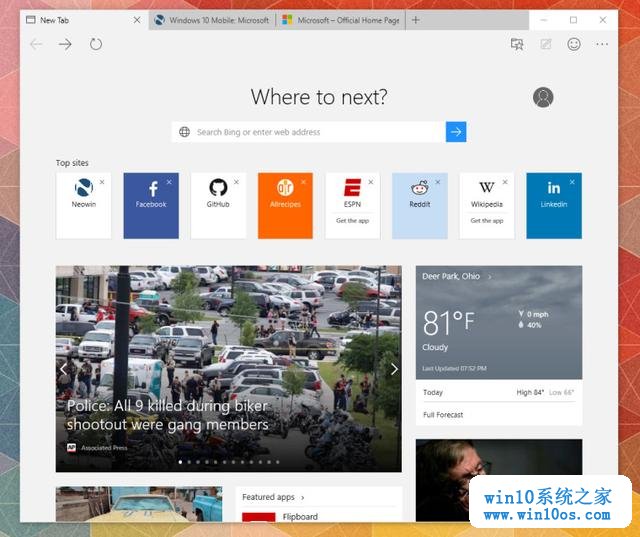 New Tab
Windows 10 Mobile: Microsoft
Microsoft – Official Home Page
Where to next?
Search Bing or enter web address
Top sites
Neowin
Facebook
GitHub
Allrecipes
ESPN
Get the app
Reddit
W
Wikipedia
Get the app
in
LinkedIn
Police: All 9 killed during biker
shootout were gang members
AP Associated Press
Deer Park, Ohio
81°F
0 mph
40%
Cloudy
Last Updated 07:52 PM
Today High 84° Low 66°
Full Forecast
Featured apps
Flipboard
win10系统之家
www.win10os.com